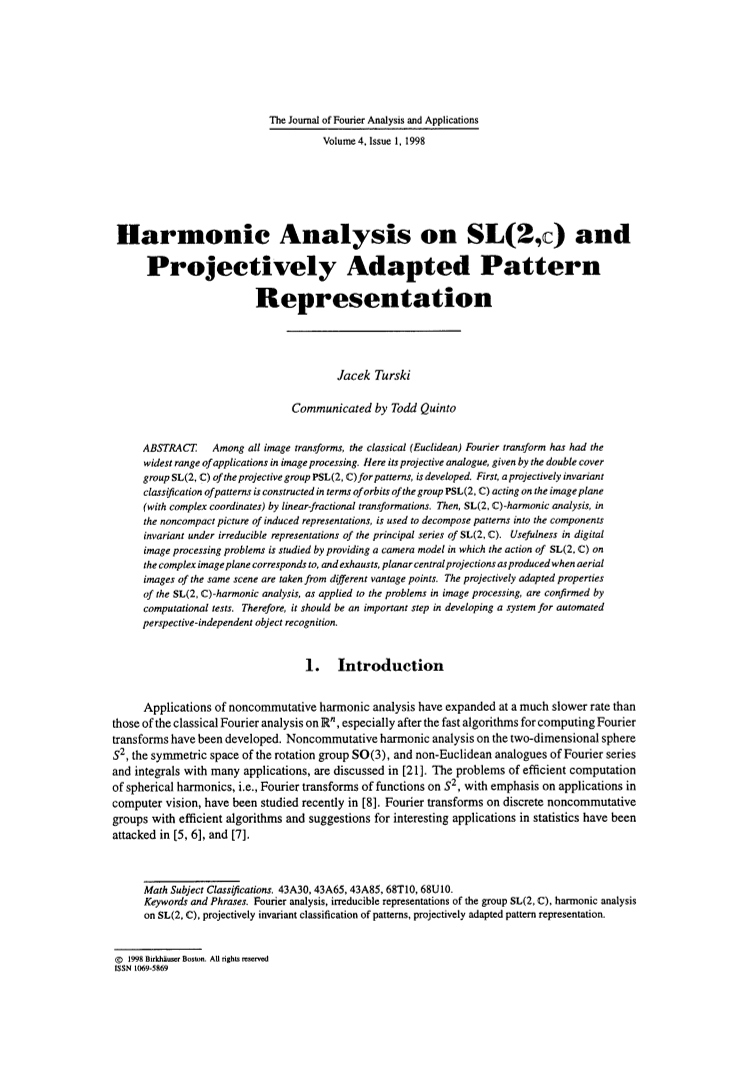 The Journal of Fourier Analysis and Applications
Volume 4, Issue 1, 1998
Harmonic Analysis on SL(2,ℂ) and
Projectively Adapted Pattern
Representation
Jacek Turski
Communicated by Todd Quinto
ABSTRACT. Among all image transforms, the classical (Euclidean) Fourier transform has had the
widest range of applications in image processing. Here its projective analogue, given by the double cover
group SL(2, ℂ) of the projective group PSL(2, ℂ) for patterns, is developed. First, a projectively invariant
classification of patterns is constructed in terms of orbits of the group PSL(2, ℂ) acting on the image plane
(with complex coordinates) by linear-fractional transformations. Then, SL(2, ℂ)-harmonic analysis, in
the noncompact picture of induced representations, is used to decompose patterns into the components
invariant under irreducible representations of the principal series of SL(2, ℂ). Usefulness in digital
image processing problems is studied by providing a camera model in which the action of SL(2, ℂ) on
the complex image plane corresponds to, and exhausts, planar central projections as produced when aerial
images of the same scene are taken from different vantage points. The projectively adapted properties
of the SL(2, ℂ)-harmonic analysis, as applied to the problems in image processing, are confirmed by
computational tests. Therefore, it should be an important step in developing a system for automated
perspective-independent object recognition.
1. Introduction
Applications of noncommutative harmonic analysis have expanded at a much slower rate than
those of the classical Fourier analysis on ℝⁿ, especially after the fast algorithms for computing Fourier
transforms have been developed. Noncommutative harmonic analysis on the two-dimensional sphere
S², the symmetric space of the rotation group SO(3), and non-Euclidean analogues of Fourier series
and integrals with many applications, are discussed in [21]. The problems of efficient computation
of spherical harmonics, i.e., Fourier transforms of functions on S², with emphasis on applications in
computer vision, have been studied recently in [8]. Fourier transforms on discrete noncommutative
groups with efficient algorithms and suggestions for interesting applications in statistics have been
attacked in [5, 6], and [7].
Math Subject Classifications. 43A30, 43A65, 43A85, 68T10, 68U10.
Keywords and Phrases. Fourier analysis, irreducible representations of the group SL(2, ℂ), harmonic analysis
on SL(2, ℂ), projectively invariant classification of patterns, projectively adapted pattern representation.
© 1998 Birkhäuser Boston. All rights reserved
ISSN 1069-5869